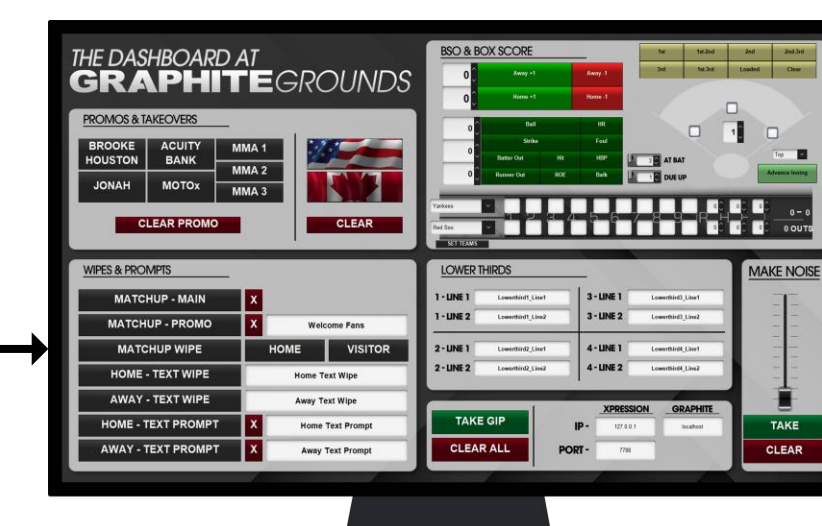 THE DASHBOARD AT
GRAPHITEGROUNDS
PROMOS & TAKEOVERS
BROOKE HOUSTON
ACUITY BANK
MMA 1
MMA 2
JONAH
MOTOx
MMA 3
CLEAR PROMO
CLEAR
BSO & BOX SCORE
0
Away +1
Away -1
0
Home +1
Home -1
0
Ball
HR
Strike
Foul
0
Batter Out
Hit
HBP
0
Runner Out
ROE
Balk
1st
1st-2nd
2nd
2nd-3rd
3rd
1st-3rd
Loaded
Clear
1
3
AT BAT
1
DUE UP
Top
Advance Inning
Yankees
Red Sox
1 2 3 4 5 6 7 8 9 R H E
0 0 0
0 0 0
0 - 0
0 OUTS
SET TEAMS
WIPES & PROMPTS
MATCHUP - MAIN
X
MATCHUP - PROMO
X
Welcome Fans
MATCHUP WIPE
HOME
VISITOR
HOME - TEXT WIPE
Home Text Wipe
AWAY - TEXT WIPE
Away Text Wipe
HOME - TEXT PROMPT
X
Home Text Prompt
AWAY - TEXT PROMPT
X
Away Text Prompt
LOWER THIRDS
1 - LINE 1
Lowerthird1_Line1
3 - LINE 1
Lowerthird3_Line1
1 - LINE 2
Lowerthird1_Line2
3 - LINE 2
Lowerthird3_Line2
2 - LINE 1
Lowerthird2_Line1
4 - LINE 1
Lowerthird4_Line1
2 - LINE 2
Lowerthird2_Line2
4 - LINE 2
Lowerthird4_Line2
TAKE GIP
CLEAR ALL
XPRESSION
GRAPHITE
IP -
127.0.0.1
localhost
PORT -
7788
MAKE NOISE
TAKE
CLEAR